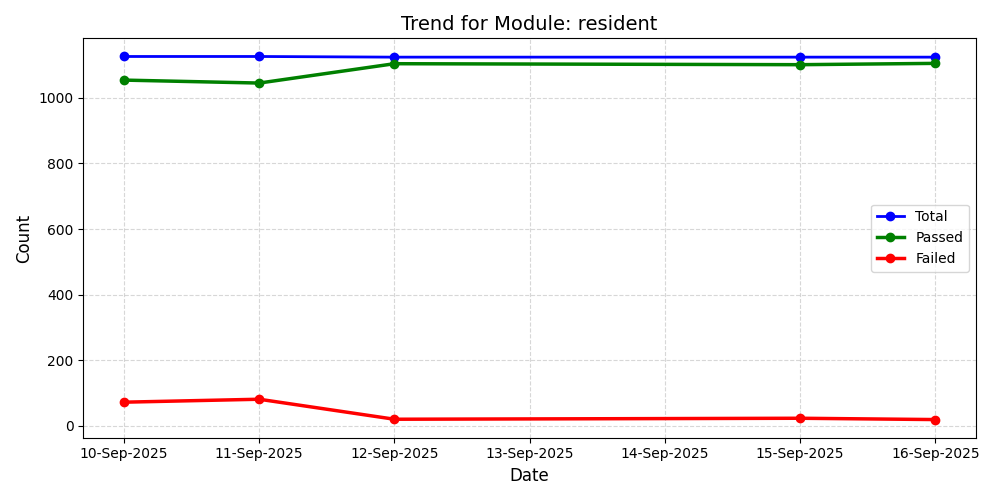 Trend for Module: resident
Count
1000
800
600
400
200
0
Total
Passed
Failed
10-Sep-2025 11-Sep-2025 12-Sep-2025 13-Sep-2025 14-Sep-2025 15-Sep-2025 16-Sep-2025
Date